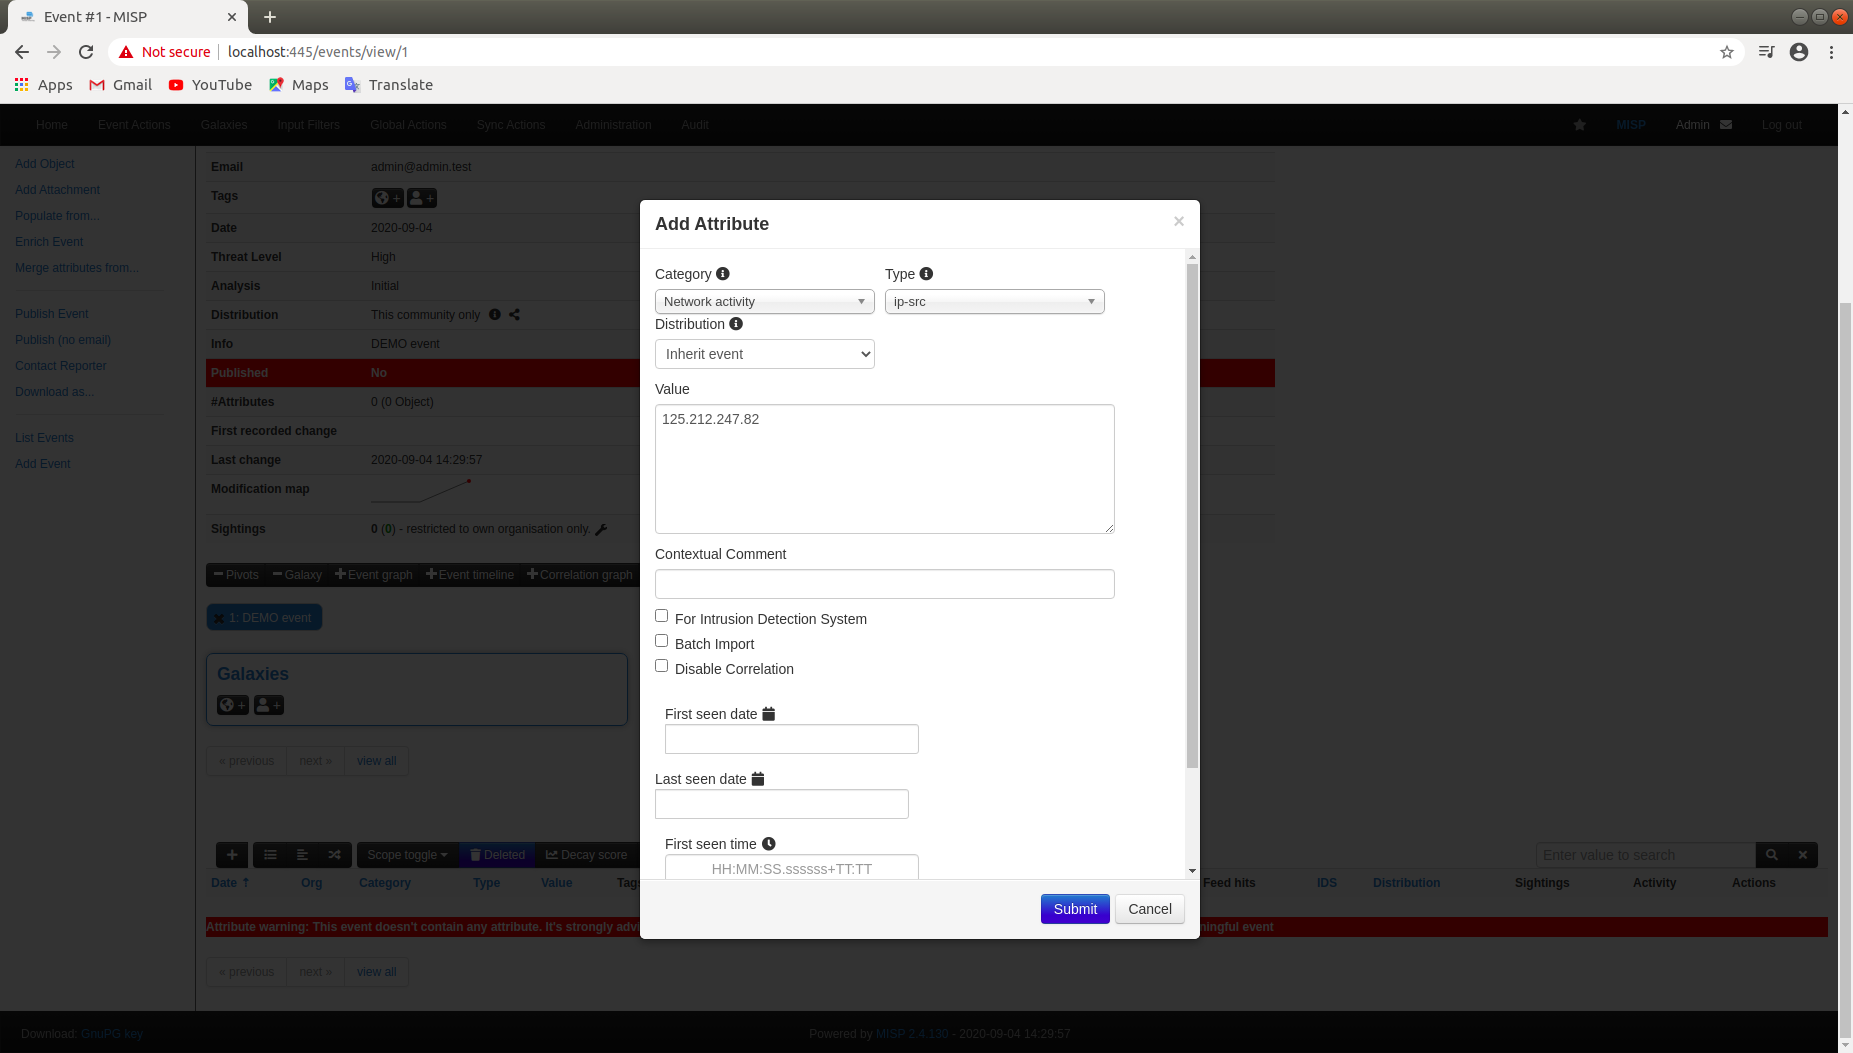 Event #1 - MISP
Not secure localhost:445/events/view/1
Apps Gmail YouTube Maps Translate
Home Event Actions Galaxies Input Filters Global Actions Sync Actions Administration Audit MISP Admin Log out
Add Object
Add Attachment
Populate from...
Enrich Event
Merge attributes from...
Publish Event
Publish (no email)
Contact Reporter
Download as...
List Events
Add Event
Email admin@admin.test
Tags + +
Date 2020-09-04
Threat Level High
Analysis Initial
Distribution This community only
Info DEMO event
Published No
#Attributes 0 (0 Object)
First recorded change
Last change 2020-09-04 14:29:57
Modification map
Sightings 0 (0) - restricted to own organisation only.
Pivots Galaxy Event graph Event timeline Correlation graph
1: DEMO event
Galaxies
+ +
« previous next » view all
Add Attribute ×
Category Type
Network activity ip-src
Distribution
Inherit event
Value
125.212.247.82
Contextual Comment
For Intrusion Detection System
Batch Import
Disable Correlation
First seen date
Last seen date
First seen time
HH:MM:SS.ssssss+TT:TT
Submit Cancel
Scope toggle Deleted Decay score Enter value to search
Date Org Category Type Value Tags Feed hits IDS Distribution Sightings Activity Actions
Attribute warning: This event doesn't contain any attribute. It's strongly advi ningful event
« previous next » view all
Download: GnuPG key Powered by MISP 2.4.130 - 2020-09-04 14:29:57